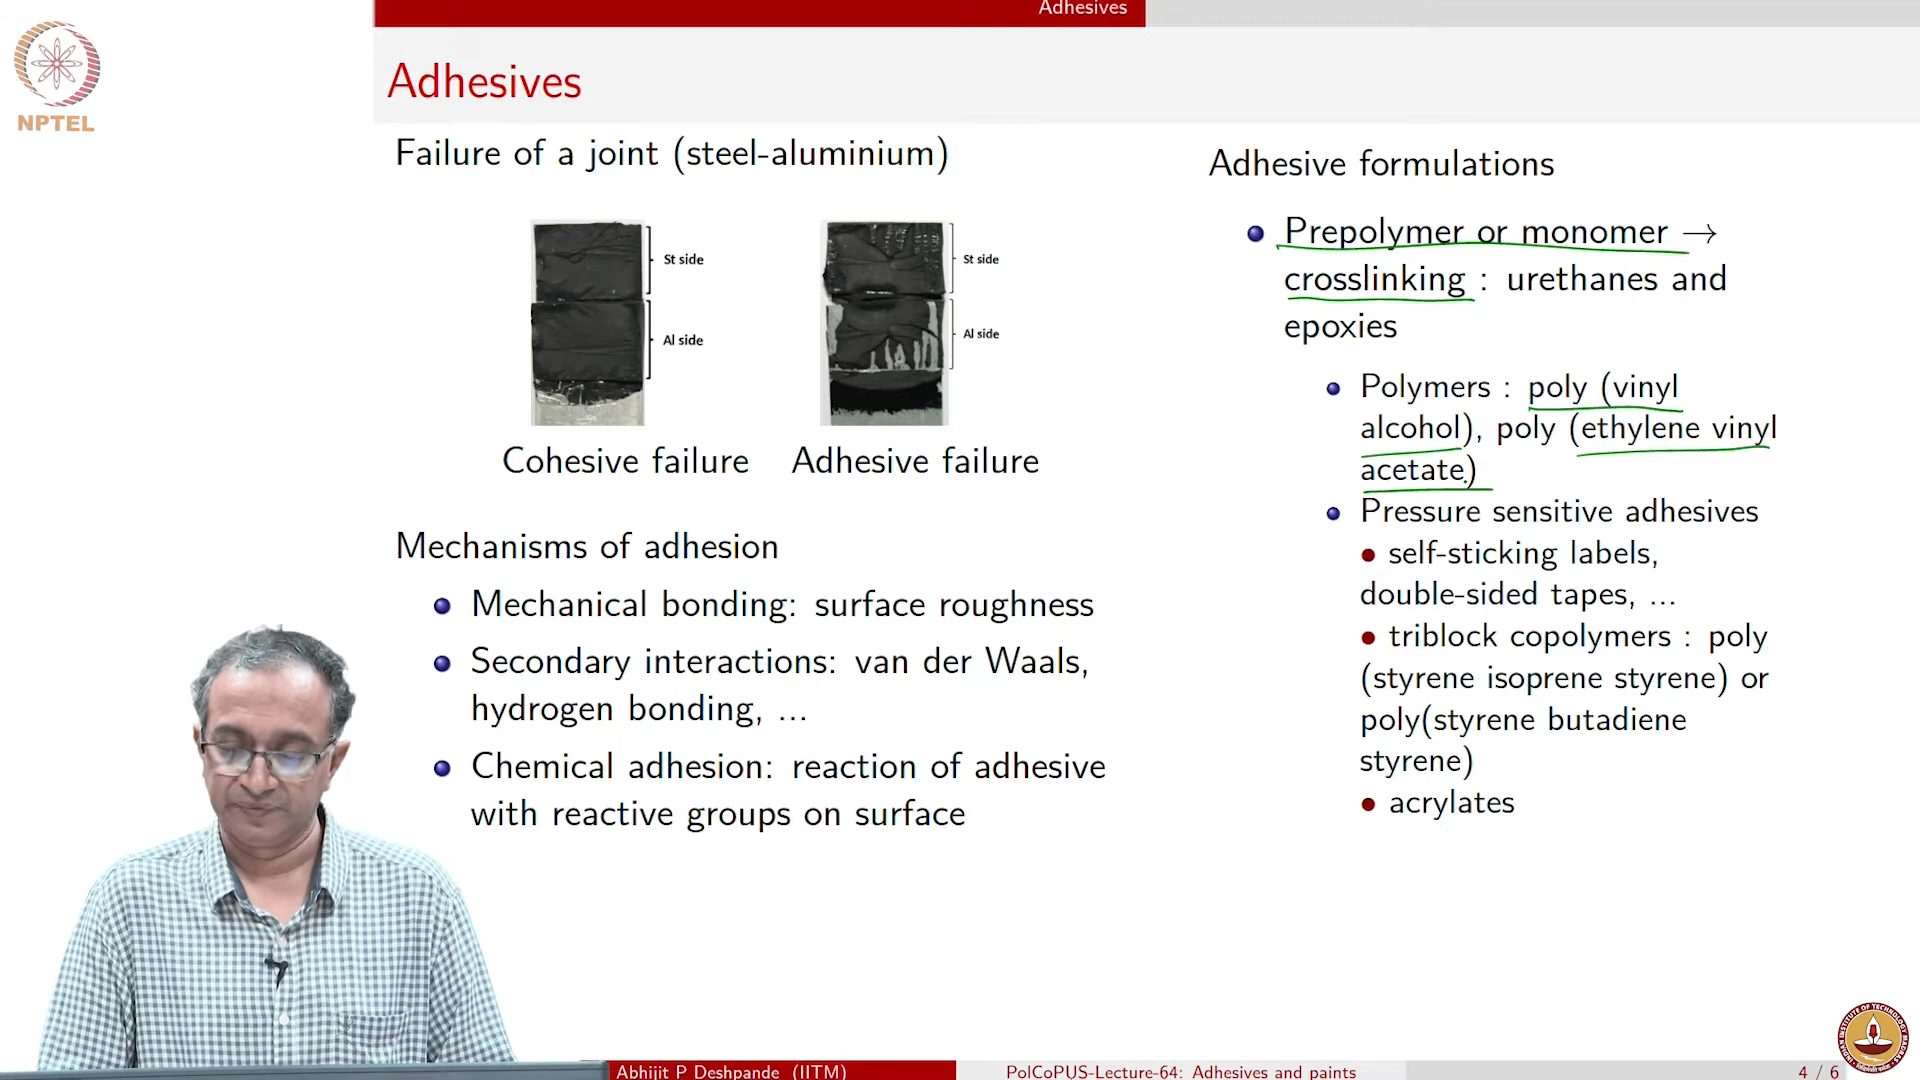 Adhesives
NPTEL
Adhesives
Failure of a joint (steel-aluminium)
St side
Al side
St side
Al side
Cohesive failure
Adhesive failure
Mechanisms of adhesion
Mechanical bonding: surface roughness
Secondary interactions: van der Waals,
hydrogen bonding, ...
Chemical adhesion: reaction of adhesive
with reactive groups on surface
Adhesive formulations
Prepolymer or monomer →
crosslinking : urethanes and
epoxies
Polymers : poly (vinyl
alcohol), poly (ethylene vinyl
acetate)
Pressure sensitive adhesives
• self-sticking labels,
double-sided tapes, ...
• triblock copolymers : poly
(styrene isoprene styrene) or
poly(styrene butadiene
styrene)
• acrylates
Abhijit P Deshpande (IITM)
PolCoPUS-Lecture-64: Adhesives and paints
4 / 6